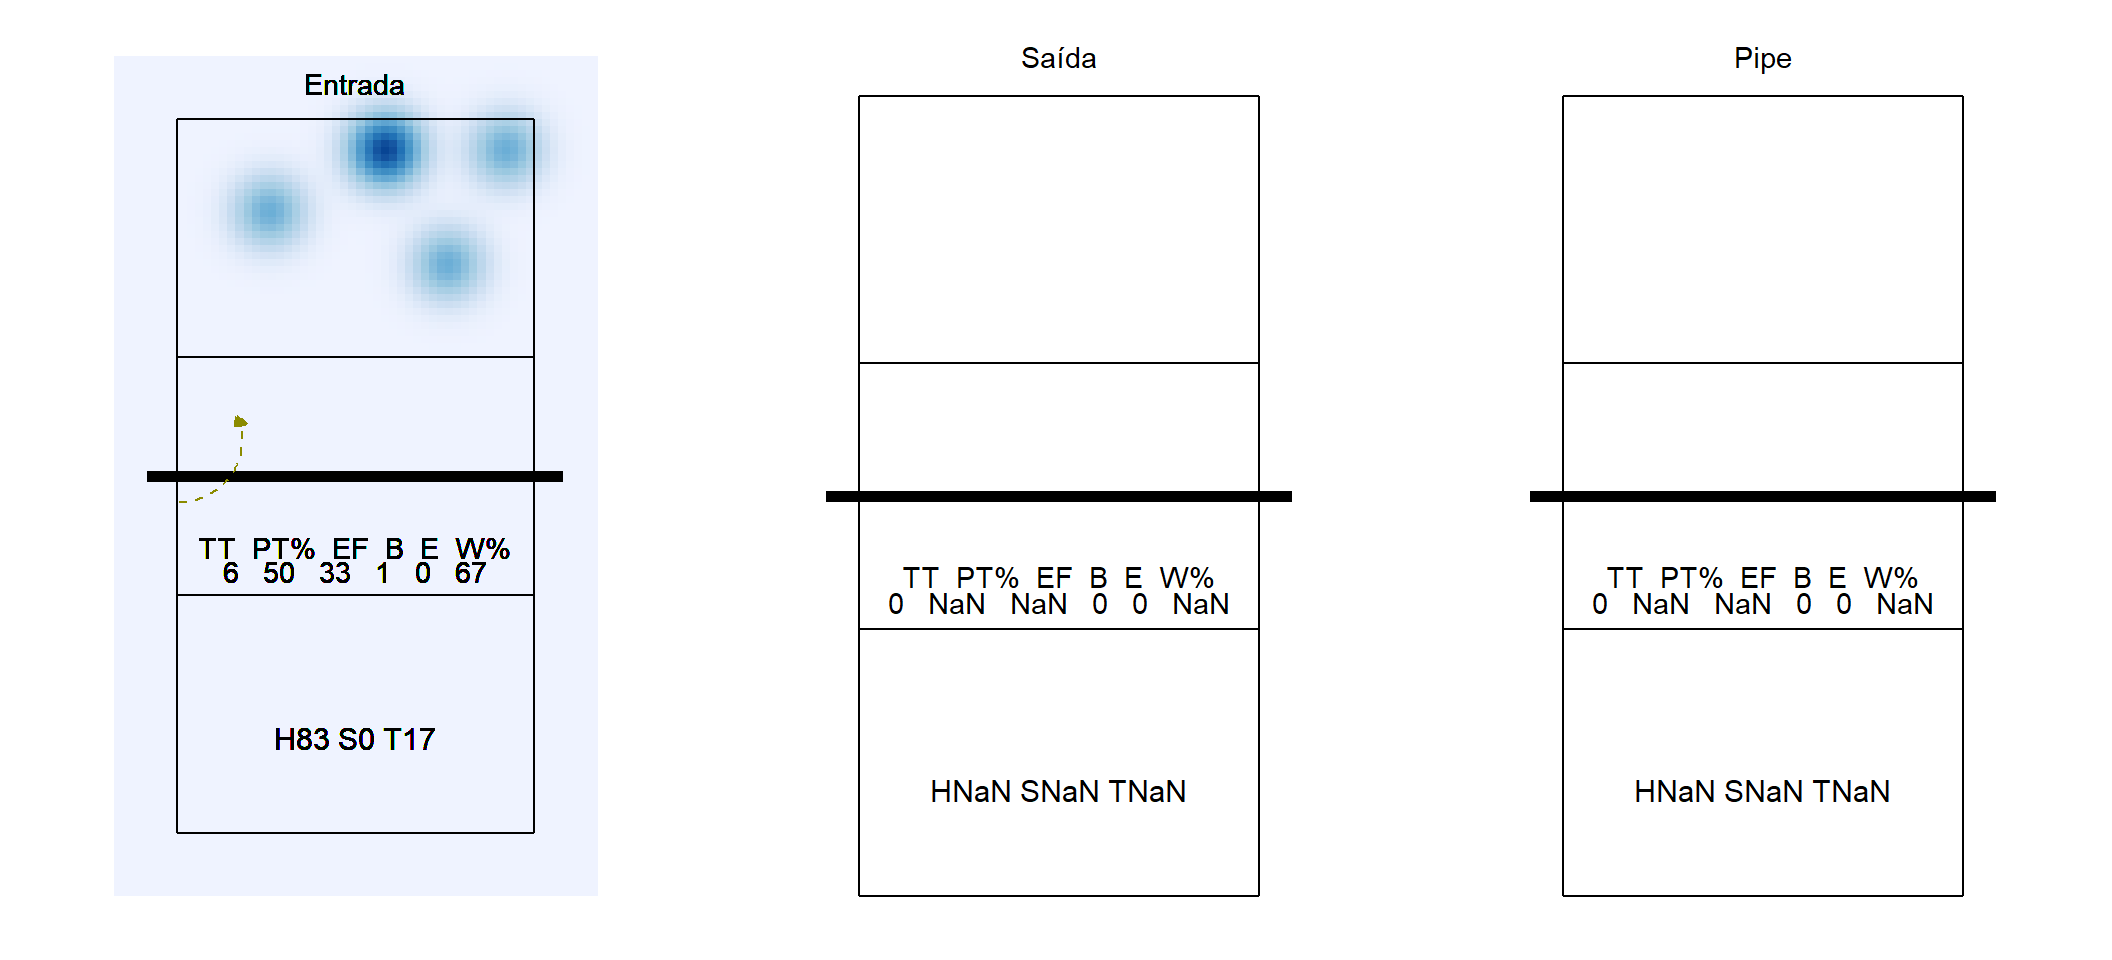 Entrada
TT PT% EF B E W%
6 50 33 1 0 67
H83 S0 T17
Saída
TT PT% EF B E W%
0 NaN NaN 0 0 NaN
HNaN SNaN TNaN
Pipe
TT PT% EF B E W%
0 NaN NaN 0 0 NaN
HNaN SNaN TNaN